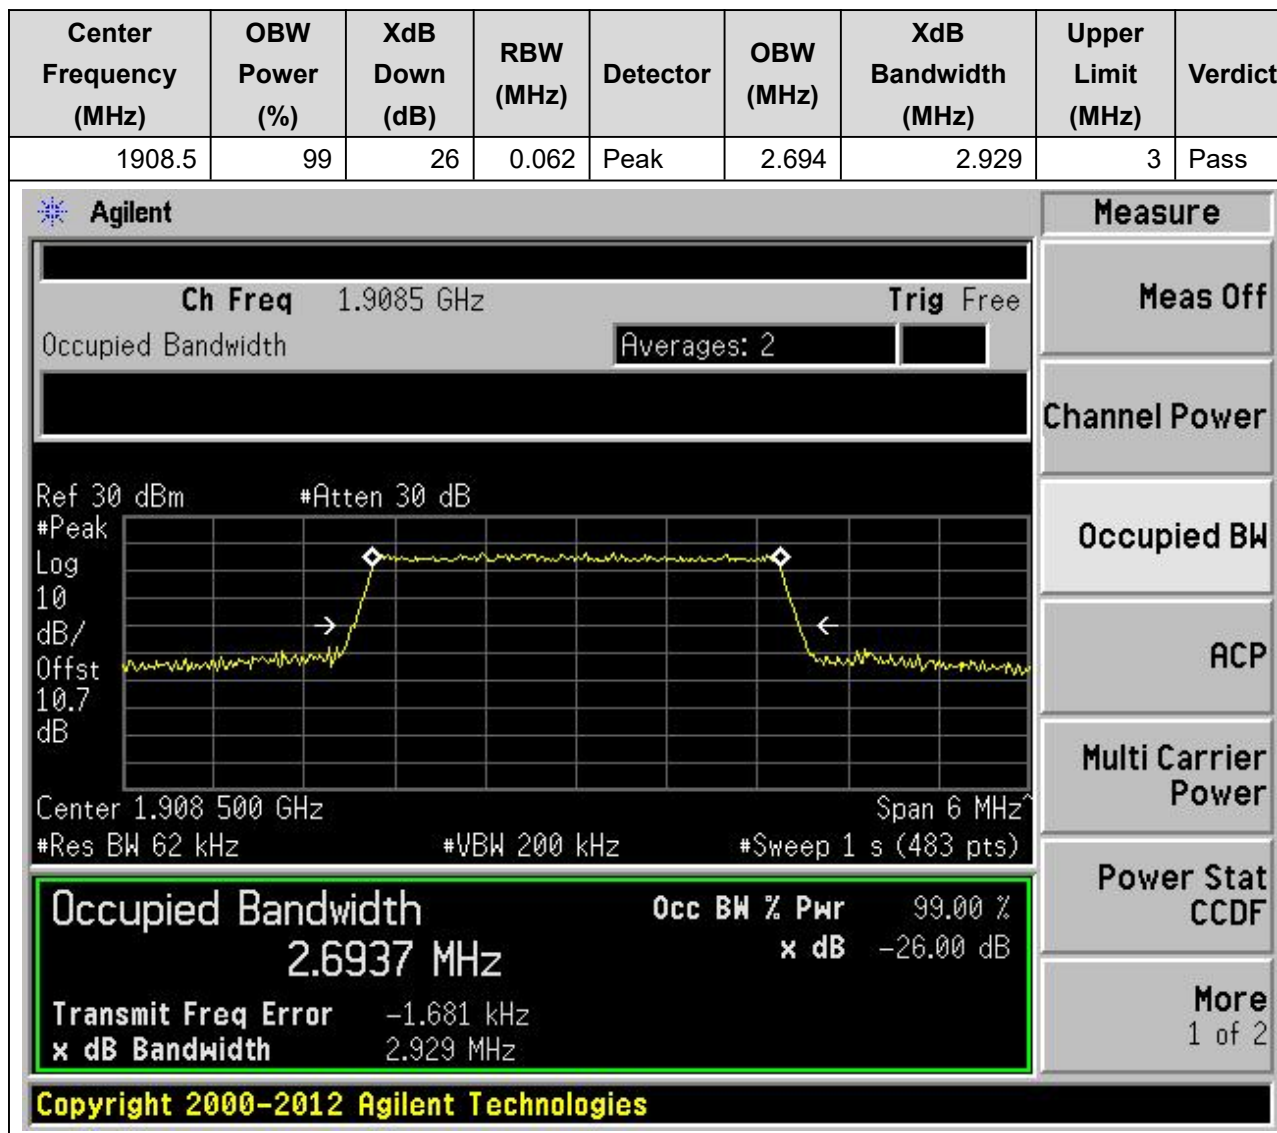 Center Frequency (MHz) OBW Power (%) XdB Down (dB) RBW (MHz) Detector OBW (MHz) XdB Bandwidth (MHz) Upper Limit (MHz) Verdict
1908.5 99 26 0.062 Peak 2.694 2.929 3 Pass
Agilent
Measure
Ch Freq 1.9085 GHz Trig Free
Meas Off
Occupied Bandwidth Averages: 2
Channel Power
Ref 30 dBm #Atten 30 dB
#Peak
Log
10
dB/
Offst
10.7
dB
Occupied BW
ACP
Multi Carrier
Power
Center 1.908 500 GHz Span 6 MHz^
#Res BW 62 kHz #VBW 200 kHz #Sweep 1 s (483 pts)
Power Stat
CCDF
Occupied Bandwidth Occ BW % Pwr 99.00 %
2.6937 MHz x dB -26.00 dB
Transmit Freq Error -1.681 kHz
x dB Bandwidth 2.929 MHz
More
1 of 2
Copyright 2000-2012 Agilent Technologies